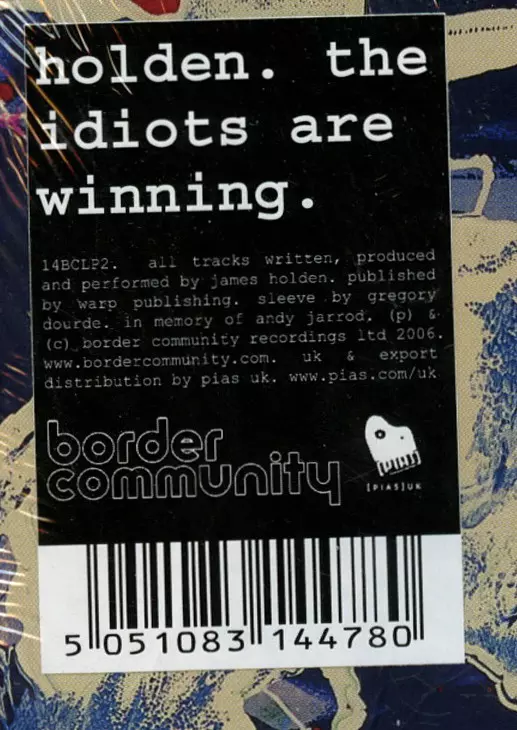 holden. the
idiots are
winning.
14BCLP2. all tracks written, produced
and performed by james holden. published
by warp publishing. sleeve by gregory
dourde. in memory of andy jarrod. (p) &
(c) border community recordings ltd 2006.
www.bordercommunity.com. uk & export
distribution by pias uk. www.pias.com/uk
border
community
[PIAS]UK
5 051083 144780